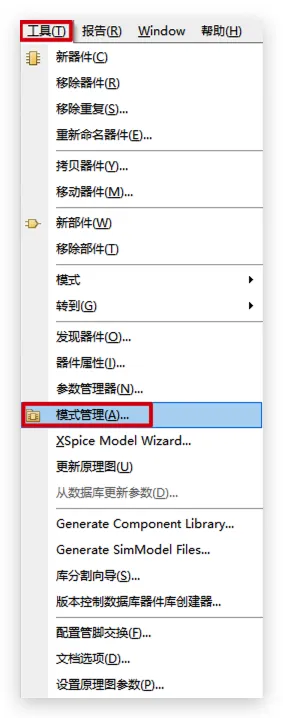 工具(T) 报告(R) Window 帮助(H)
新器件(C)
移除器件(R)
移除重复(S)...
重新命名器件(E)...
拷贝器件(Y)...
移动器件(M)...
新部件(W)
移除部件(T)
模式
转到(G)
发现器件(O)...
器件属性(I)...
参数管理器(N)...
模式管理(A)...
XSpice Model Wizard...
更新原理图(U)
从数据库更新参数(D)...
Generate Component Library...
Generate SimModel Files...
库分割向导(S)...
版本控制数据库器件库创建器...
配置管脚交换(F)...
文档选项(D)...
设置原理图参数(P)...